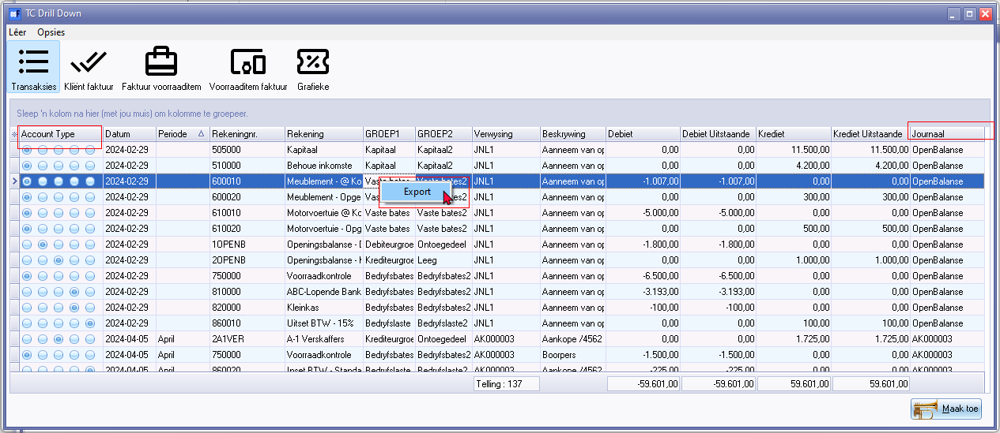 TC Drill Down
Lêer Opsies
Transaksies Kliënt faktuur Faktuur voorraaditem Voorraaditem faktuur Grafieke
Sleep 'n kolom na hier (met jou muis) om kolomme te groepeer.
Account Type Datum Periode Rekeningnr. Rekening GROEP1 GROEP2 Verwysing Beskrywing Debiet Debiet Uitstaande Krediet Krediet Uitstaande Journaal
2024-02-29 505000 Kapitaal Kapitaal Kapitaal2 JNL1 Aanneem van op 0,00 0,00 11.500,00 11.500,00 OpenBalanse
2024-02-29 510000 Behoue inkomste Kapitaal Kapitaal2 JNL1 Aanneem van op 0,00 0,00 4.200,00 4.200,00 OpenBalanse
2024-02-29 600010 Meublement - @ Ko Vaste bates Vaste bates2 JNL1 Aanneem van op -1.007,00 -1.007,00 0,00 0,00 OpenBalanse
Export
2024-02-29 600020 Meublement - Opge Vaste bates2 JNL1 Aanneem van op 0,00 0,00 300,00 300,00 OpenBalanse
2024-02-29 610010 Motorvoertuie @ Ko Vaste bates Vaste bates2 JNL1 Aanneem van op -5.000,00 -5.000,00 0,00 0,00 OpenBalanse
2024-02-29 610020 Motorvoertuie - Opg Vaste bates Vaste bates2 JNL1 Aanneem van op 0,00 0,00 500,00 500,00 OpenBalanse
2024-02-29 1OPENB Openingsbalanse - D Debiteurgroe Ontoegedeel JNL1 Aanneem van op -1.800,00 -1.800,00 0,00 0,00 OpenBalanse
2024-02-29 2OPENB Openingsbalanse - K Krediteurgroe Leeg JNL1 Aanneem van op 0,00 0,00 1.000,00 1.000,00 OpenBalanse
2024-02-29 750000 Voorraadkontrole Bedryfsbates Bedryfsbates2 JNL1 Aanneem van op -6.500,00 -6.500,00 0,00 0,00 OpenBalanse
2024-02-29 810000 ABC-Lopende Bank Bedryfsbates Bedryfsbates2 JNL1 Aanneem van op -3.193,00 -3.193,00 0,00 0,00 OpenBalanse
2024-02-29 820000 Kleinkas Bedryfsbates Bedryfsbates2 JNL1 Aanneem van op -100,00 -100,00 0,00 0,00 OpenBalanse
2024-02-29 860010 Uitset BTW - 15% Bedryfslaste Bedryfslaste2 JNL1 Aanneem van op 0,00 0,00 100,00 100,00 OpenBalanse
2024-04-05 April 2A1VER A-1 Verskaffers Krediteurgroe Ontoegedeel AK000003 Aankope /4562 0,00 0,00 1.725,00 1.725,00 AK000003
2024-04-05 April 750000 Voorraadkontrole Bedryfsbates Bedryfsbates2 AK000003 Boorpers -1.500,00 -1.500,00 0,00 0,00 AK000003
2024-04-05 April 860020 Inset BTW - Standa Bedryfslaste Bedryfslaste2 AK000003 Aankope /4562 -225,00 -225,00 0,00 0,00 AK000003
Telling : 137 -59.601,00 -59.601,00 59.601,00 59.601,00
Maak toe